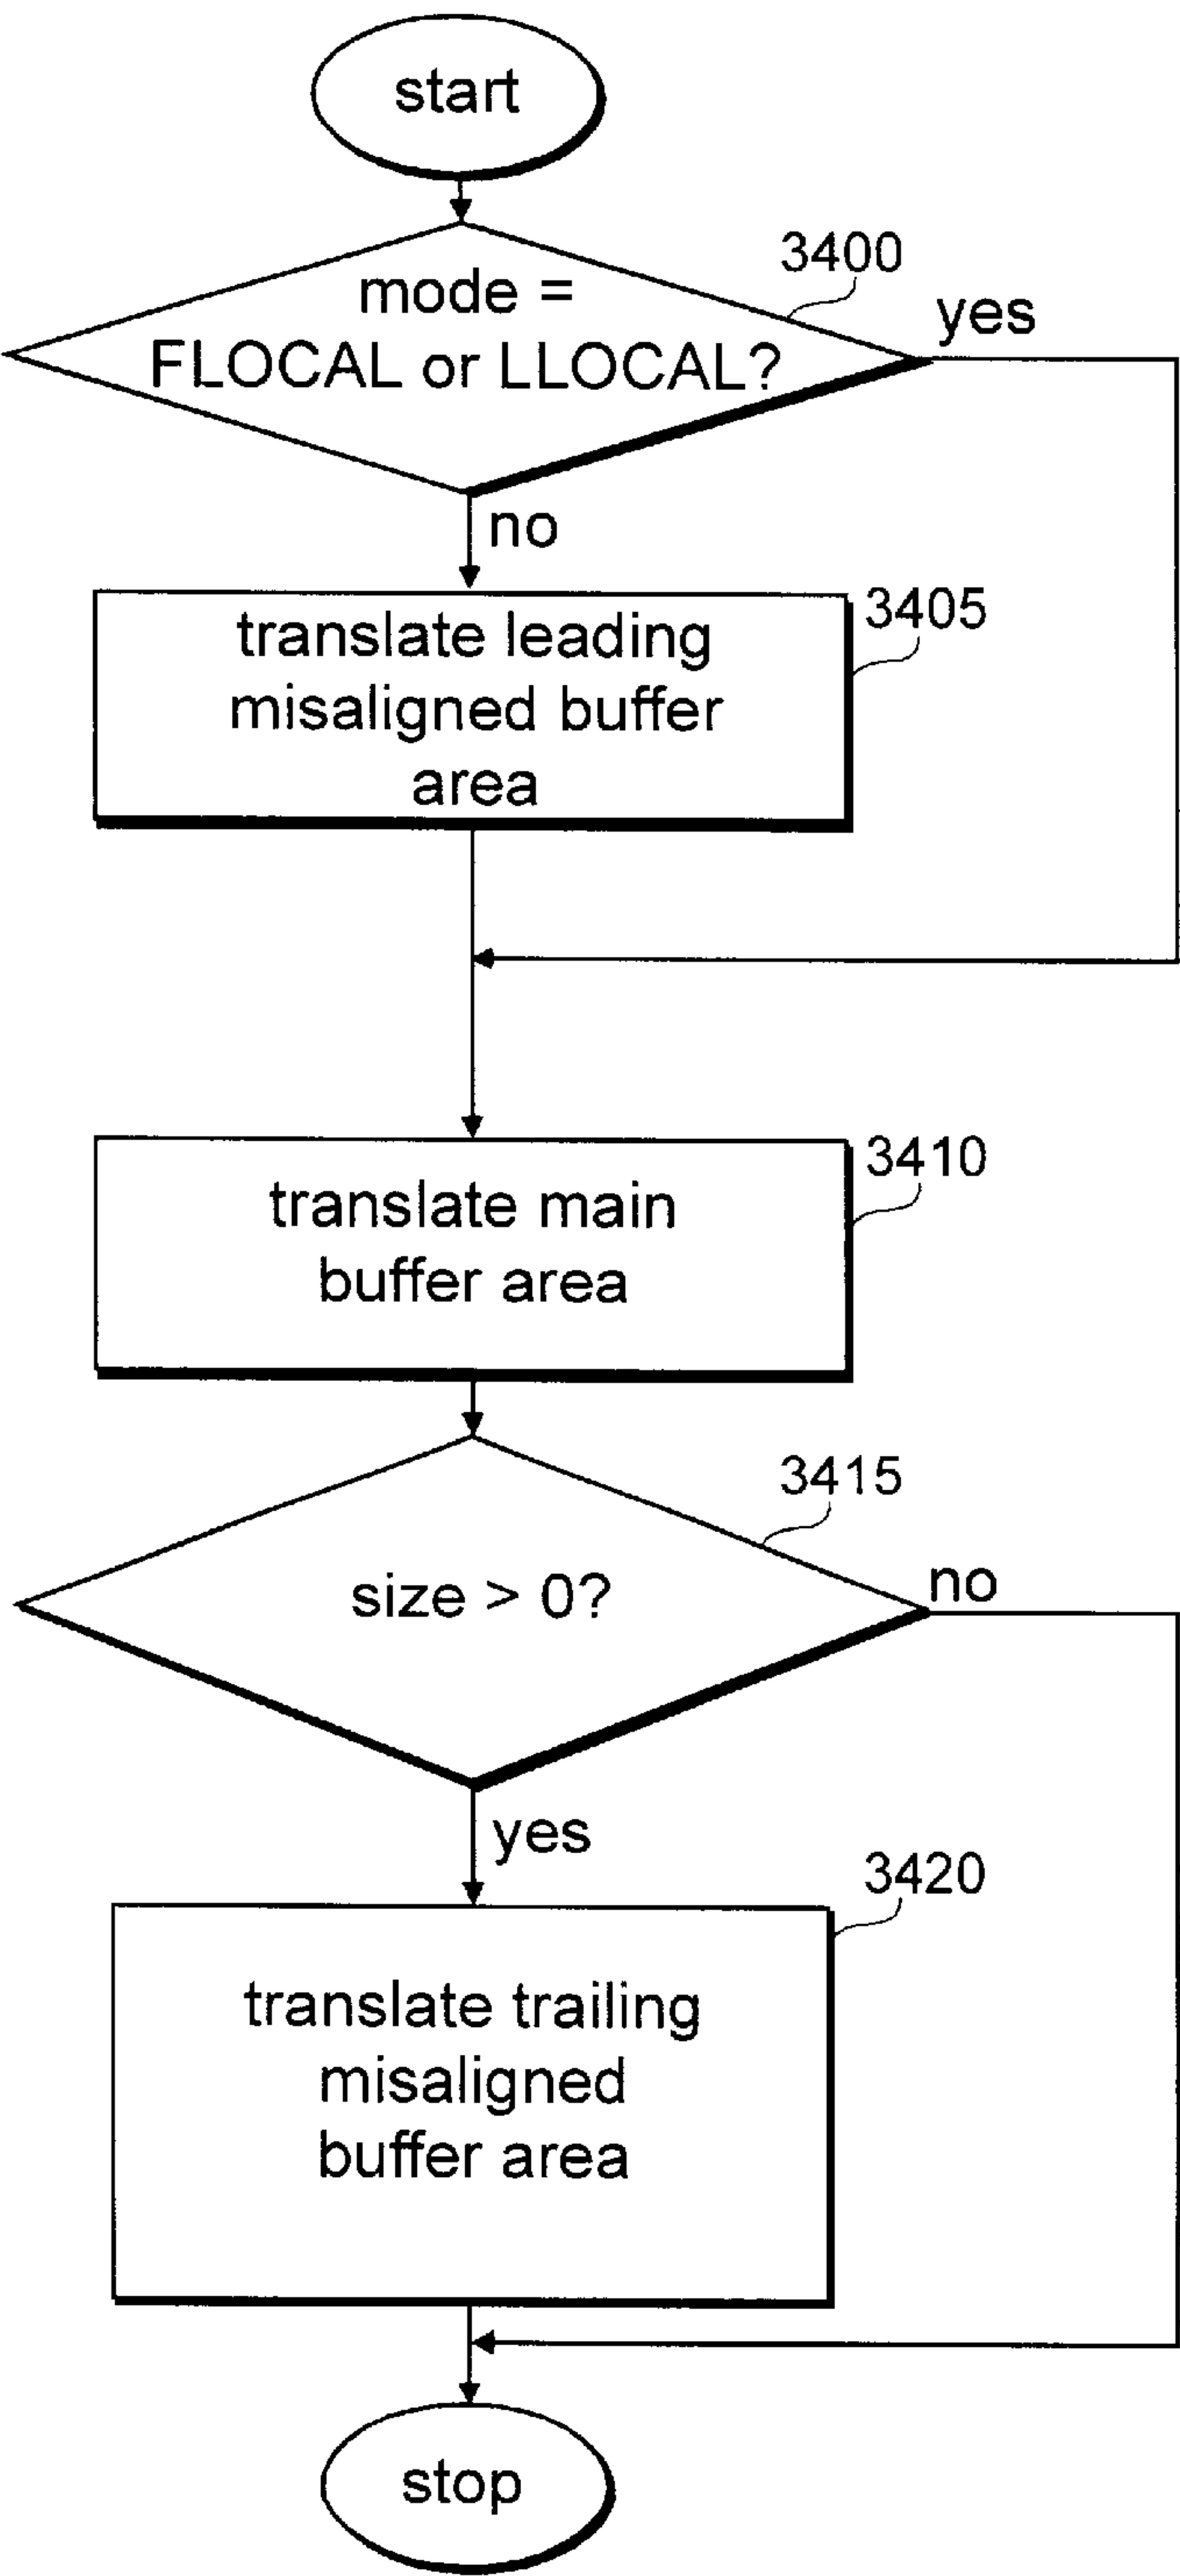 start
3400
mode =
yes
FLOCAL or LLOCAL?
no
3405
translate leading
misaligned buffer
area
3410
translate main
buffer area
3415
no
size > 0?
yes
3420
translate trailing
misaligned
buffer area
stop